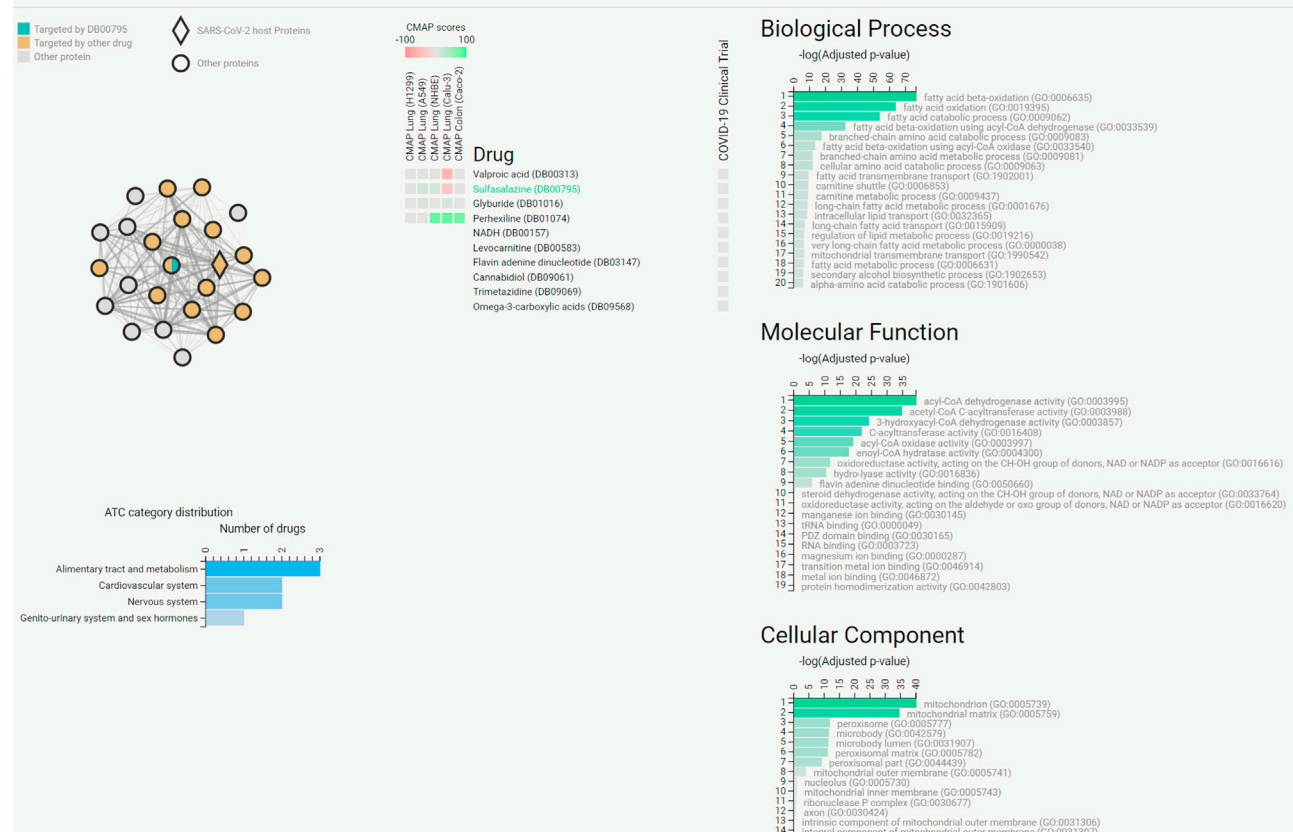 Targeted by DB00795
Targeted by other drug
Other protein
SARS-CoV-2 host Proteins
Other proteins
CMAP scores
-100 100
CMAP Lung (H1299)
CMAP Lung (A549)
CMAP Lung (NHBE)
CMAP Lung (Calu-3)
CMAP Colon (Caco-2)
Drug
COVID-19 Clinical Trial
Valproic acid (DB00313)
Sulfasalazine (DB00795)
Glyburide (DB01016)
Perhexiline (DB01074)
NADH (DB00157)
Levocarnitine (DB00583)
Flavin adenine dinucleotide (DB03147)
Cannabidiol (DB09061)
Trimetazidine (DB09069)
Omega-3-carboxylic acids (DB09568)
ATC category distribution
Number of drugs
0 1 2 3
Alimentary tract and metabolism
Cardiovascular system
Nervous system
Genito-urinary system and sex hormones
Biological Process
-log(Adjusted p-value)
0 10 20 30 40 50 60 70
1 fatty acid beta-oxidation (GO:0006635)
2 fatty acid oxidation (GO:0019395)
3 fatty acid catabolic process (GO:0009062)
4 fatty acid beta-oxidation using acyl-CoA dehydrogenase (GO:0033539)
5 branched-chain amino acid catabolic process (GO:0009083)
6 fatty acid beta-oxidation using acyl-CoA oxidase (GO:0033540)
7 branched-chain amino acid metabolic process (GO:0009081)
8 cellular amino acid catabolic process (GO:0009063)
9 fatty acid transmembrane transport (GO:1902001)
10 carnitine shuttle (GO:0006853)
11 carnitine metabolic process (GO:0009437)
12 long-chain fatty acid metabolic process (GO:0001676)
13 intracellular lipid transport (GO:0032365)
14 long-chain fatty acid transport (GO:0015909)
15 regulation of lipid metabolic process (GO:0019216)
16 very long-chain fatty acid metabolic process (GO:0000038)
17 mitochondrial transmembrane transport (GO:1990542)
18 fatty acid metabolic process (GO:0006631)
19 secondary alcohol biosynthetic process (GO:1902653)
20 alpha-amino acid catabolic process (GO:1901606)
Molecular Function
-log(Adjusted p-value)
0 5 10 15 20 25 30 35
1 acyl-CoA dehydrogenase activity (GO:0003995)
2 acetyl-CoA C-acyltransferase activity (GO:0003988)
3 3-hydroxyacyl-CoA dehydrogenase activity (GO:0003857)
4 C-acyltransferase activity (GO:0016408)
5 acyl-CoA oxidase activity (GO:0003997)
6 enoyl-CoA hydratase activity (GO:0004300)
7 oxidoreductase activity, acting on the CH-OH group of donors, NAD or NADP as acceptor (GO:0016616)
8 hydro-lyase activity (GO:0016836)
9 flavin adenine dinucleotide binding (GO:0050660)
10 steroid dehydrogenase activity, acting on the CH-OH group of donors, NAD or NADP as acceptor (GO:0033764)
11 oxidoreductase activity, acting on the aldehyde or oxo group of donors, NAD or NADP as acceptor (GO:0016620)
12 manganese ion binding (GO:0030145)
13 tRNA binding (GO:0000049)
14 PDZ domain binding (GO:0030165)
15 RNA binding (GO:0003723)
16 magnesium ion binding (GO:0000287)
17 transition metal ion binding (GO:0046914)
18 metal ion binding (GO:0046872)
19 protein homodimerization activity (GO:0042803)
Cellular Component
-log(Adjusted p-value)
0 5 10 15 20 25 30 35 40
1 mitochondrion (GO:0005739)
2 mitochondrial matrix (GO:0005759)
3 peroxisome (GO:0005777)
4 microbody (GO:0042579)
5 microbody lumen (GO:0031907)
6 peroxisomal matrix (GO:0005782)
7 peroxisomal part (GO:0044439)
8 mitochondrial outer membrane (GO:0005741)
9 nucleolus (GO:0005730)
10 mitochondrial inner membrane (GO:0005743)
11 ribonuclease P complex (GO:0030677)
12 axon (GO:0030424)
13 intrinsic component of mitochondrial outer membrane (GO:0031306)
14 integral component of mitochondrial outer membrane (GO:0031307)